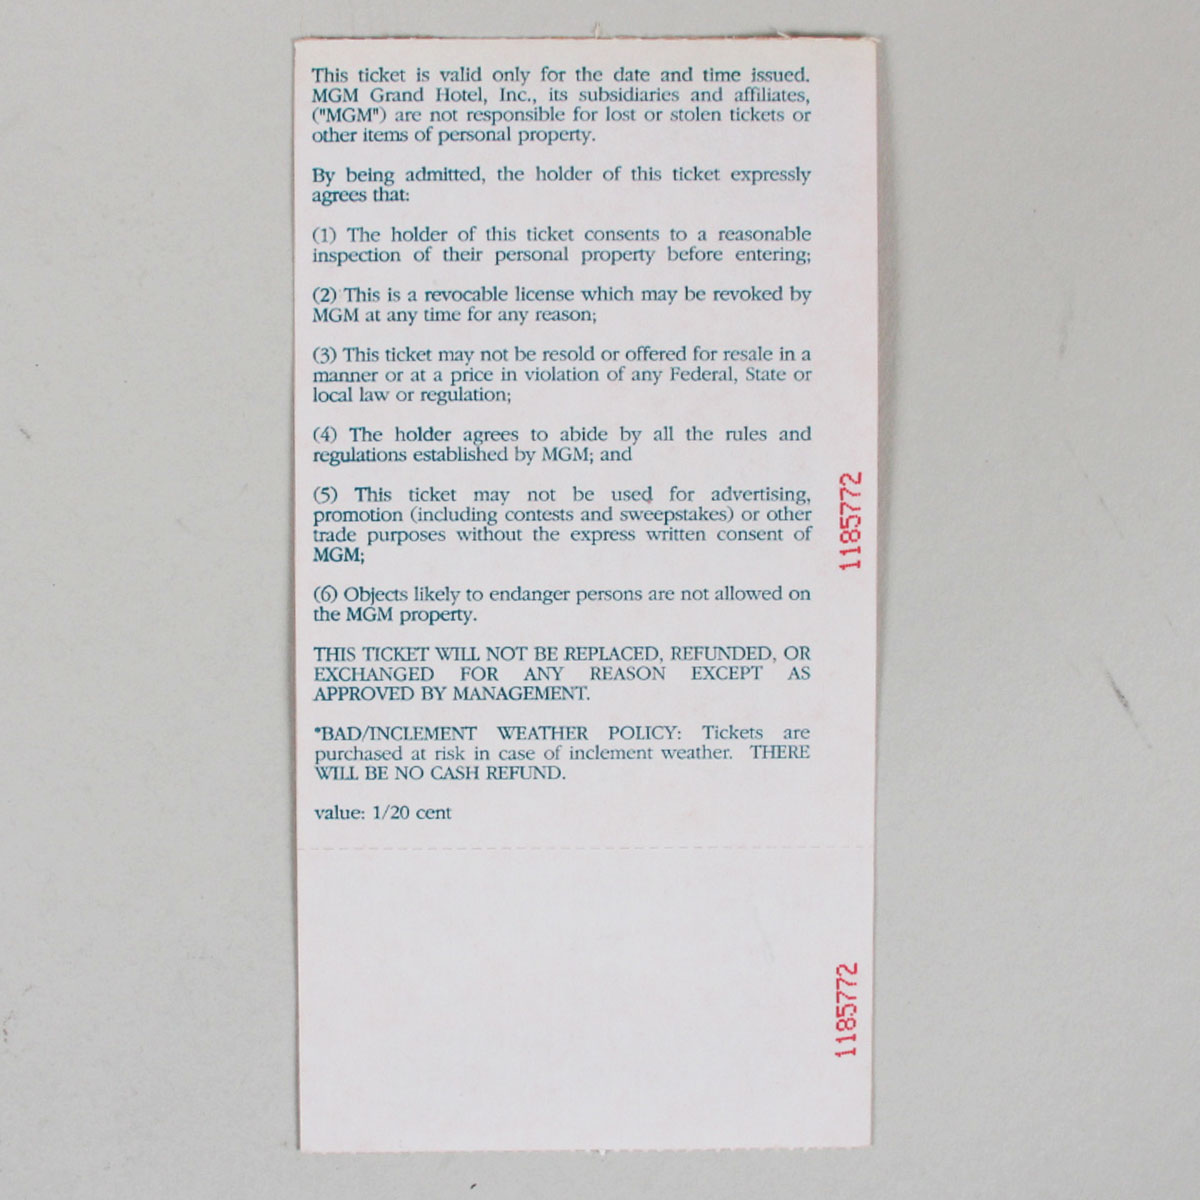 This ticket is valid only for the date and time issued.
MGM Grand Hotel, Inc., its subsidiaries and affiliates,
("MGM") are not responsible for lost or stolen tickets or
other items of personal property.
By being admitted, the holder of this ticket expressly
agrees that:
(1) The holder of this ticket consents to a reasonable
inspection of their personal property before entering;
(2) This is a revocable license which may be revoked by
MGM at any time for any reason;
(3) This ticket may not be resold or offered for resale in a
manner or at a price in violation of any Federal, State or
local law or regulation;
(4) The holder agrees to abide by all the rules and
regulations established by MGM; and
(5) This ticket may not be used for advertising,
promotion (including contests and sweepstakes) or other
trade purposes without the express written consent of
MGM;
(6) Objects likely to endanger persons are not allowed on
the MGM property.
THIS TICKET WILL NOT BE REPLACED, REFUNDED, OR
EXCHANGED FOR ANY REASON EXCEPT AS
APPROVED BY MANAGEMENT.
*BAD/INCLEMENT WEATHER POLICY: Tickets are
purchased at risk in case of inclement weather. THERE
WILL BE NO CASH REFUND.
value: 1/20 cent
1185772
1185772